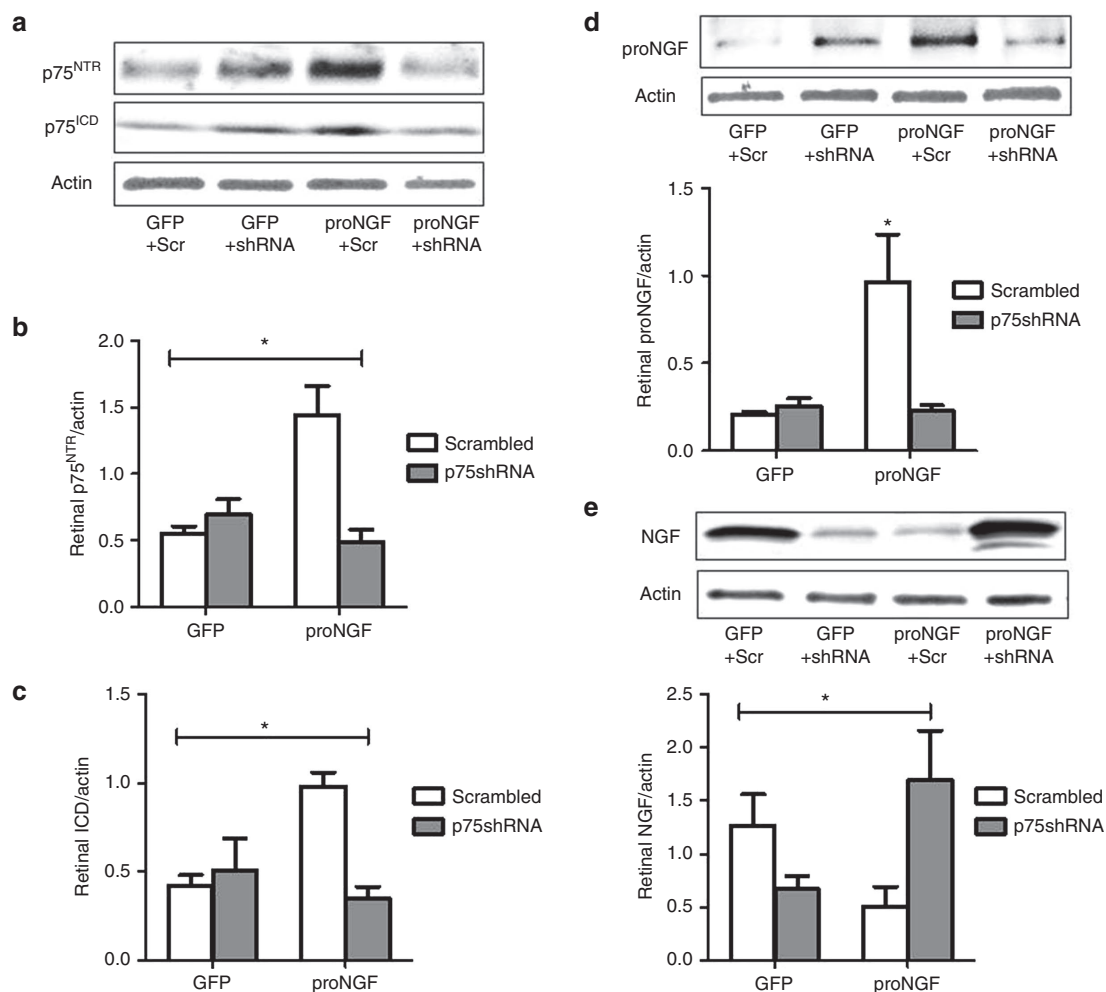 a
p75NTR
p75ICD
Actin
GFP +Scr
GFP +shRNA
proNGF +Scr
proNGF +shRNA
b
Retinal p75NTR/actin
2.0
1.5
1.0
0.5
0.0
*
GFP
proNGF
Scrambled
p75shRNA
c
Retinal ICD/actin
1.5
1.0
0.5
0.0
*
GFP
proNGF
Scrambled
p75shRNA
d
proNGF
Actin
GFP +Scr
GFP +shRNA
proNGF +Scr
proNGF +shRNA
Retinal proNGF/actin
1.5
1.0
0.5
0.0
*
GFP
proNGF
Scrambled
p75shRNA
e
NGF
Actin
GFP +Scr
GFP +shRNA
proNGF +Scr
proNGF +shRNA
Retinal NGF/actin
2.5
2.0
1.5
1.0
0.5
0.0
*
GFP
proNGF
Scrambled
p75shRNA